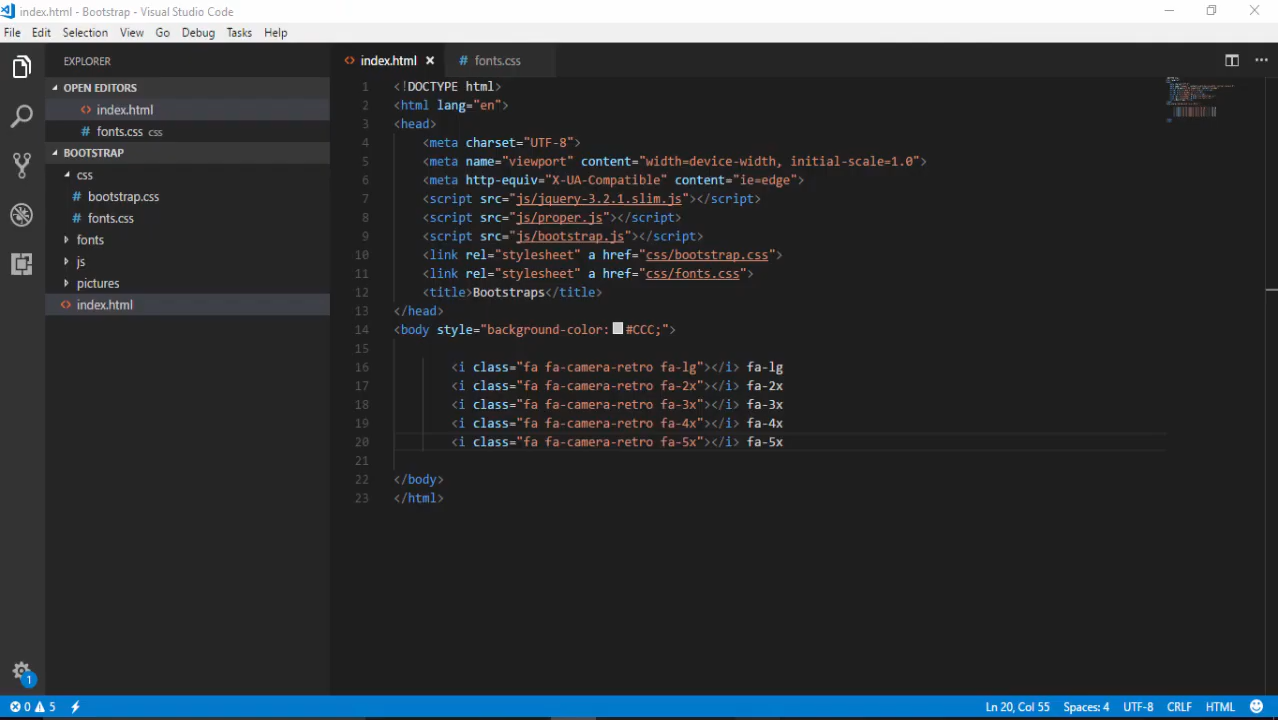 index.html - Bootstrap - Visual Studio Code
File Edit Selection View Go Debug Tasks Help
EXPLORER
OPEN EDITORS
index.html
fonts.css css
BOOTSTRAP
css
bootstrap.css
fonts.css
fonts
js
pictures
index.html
index.html
fonts.css
1 <!DOCTYPE html>
2 <html lang="en">
3 <head>
4 <meta charset="UTF-8">
5 <meta name="viewport" content="width=device-width, initial-scale=1.0">
6 <meta http-equiv="X-UA-Compatible" content="ie=edge">
7 <script src="js/jquery-3.2.1.slim.js"></script>
8 <script src="js/proper.js"></script>
9 <script src="js/bootstrap.js"></script>
10 <link rel="stylesheet" a href="css/bootstrap.css">
11 <link rel="stylesheet" a href="css/fonts.css">
12 <title>Bootstraps</title>
13 </head>
14 <body style="background-color:#CCC;">
15
16 <i class="fa fa-camera-retro fa-lg"></i> fa-lg
17 <i class="fa fa-camera-retro fa-2x"></i> fa-2x
18 <i class="fa fa-camera-retro fa-3x"></i> fa-3x
19 <i class="fa fa-camera-retro fa-4x"></i> fa-4x
20 <i class="fa fa-camera-retro fa-5x"></i> fa-5x
21
22 </body>
23 </html>
1
0 5 Ln 20, Col 55 Spaces: 4 UTF-8 CRLF HTML